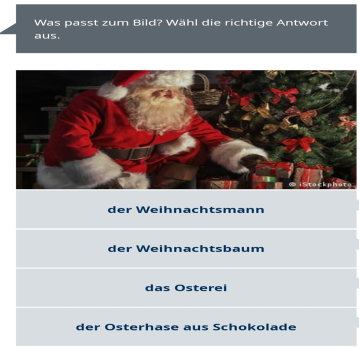 Was passt zum Bild? Wähl die richtige Antwort
aus.
© iStockphoto
der Weihnachtsmann
der Weihnachtsbaum
das Osterei
der Osterhase aus Schokolade